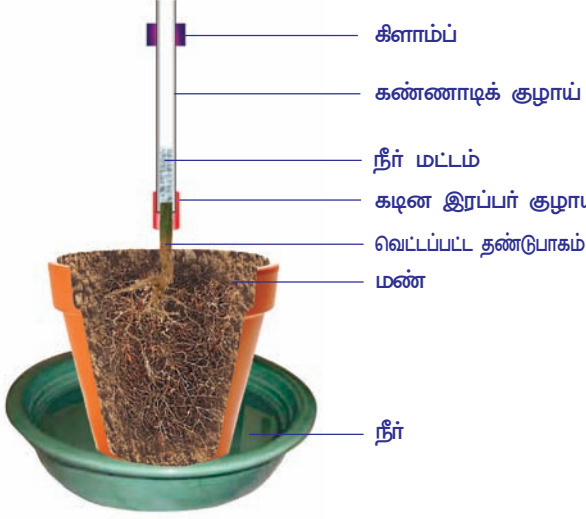 கிளாம்ப்
கண்ணாடிக் குழாய்
நீர் மட்டம்
கடின இரப்பர் குழாய்
வெட்டப்பட்ட தண்டுபாகம்
மண்
நீர்